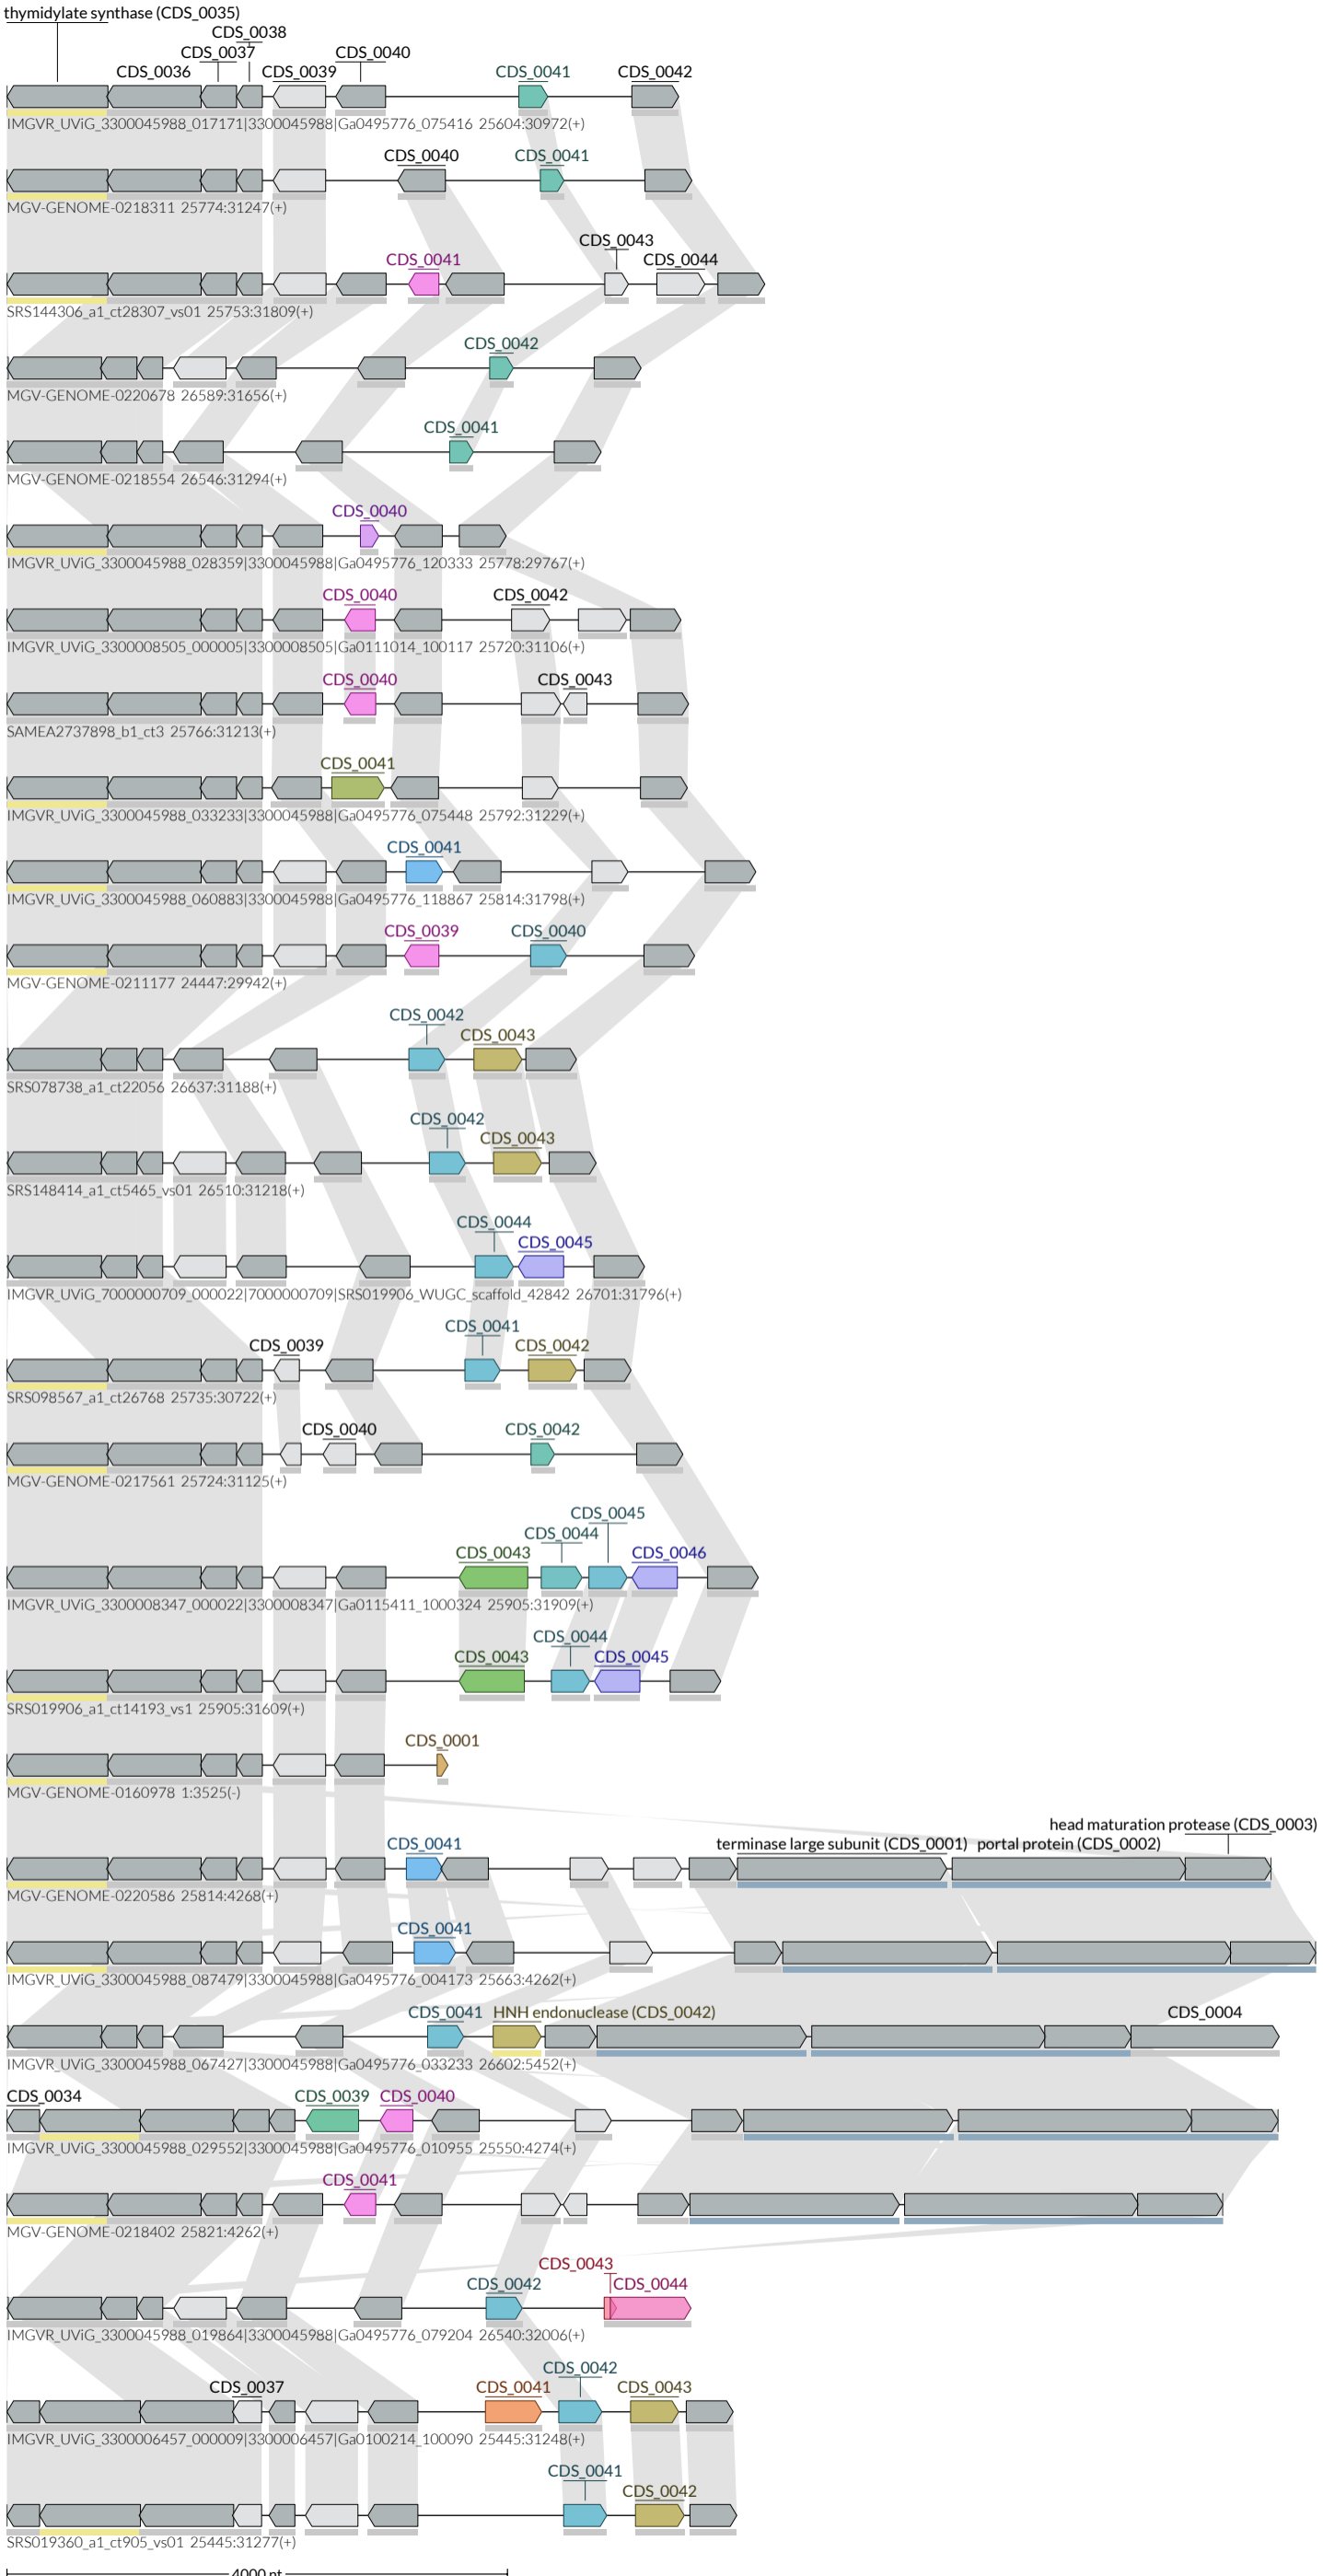 thymidylate synthase (CDS_0035)
CDS_0038
CDS_0037 CDS_0040
CDS_0036 CDS_0039 CDS_0041 CDS_0042
IMGVR_UViG_3300045988_017171|3300045988|Ga0495776_075416 25604:30972(+)
CDS_0040 CDS_0041
MGV-GENOME-0218311 25774:31247(+)
CDS_0043
CDS_0041 CDS_0044
SRS144306_a1_ct28307_vs01 25753:31809(+)
CDS_0042
MGV-GENOME-0220678 26589:31656(+)
CDS_0041
MGV-GENOME-0218554 26546:31294(+)
CDS_0040
IMGVR_UViG_3300045988_028359|3300045988|Ga0495776_120333 25778:29767(+)
CDS_0040 CDS_0042
IMGVR_UViG_3300008505_000005|3300008505|Ga0111014_100117 25720:31106(+)
CDS_0040 CDS_0043
SAMEA2737898_b1_ct3 25766:31213(+)
CDS_0041
IMGVR_UViG_3300045988_033233|3300045988|Ga0495776_075448 25792:31229(+)
CDS_0041
IMGVR_UViG_3300045988_060883|3300045988|Ga0495776_118867 25814:31798(+)
CDS_0039 CDS_0040
MGV-GENOME-0211177 24447:29942(+)
CDS_0042
CDS_0043
SRS078738_a1_ct22056 26637:31188(+)
CDS_0042
CDS_0043
SRS148414_a1_ct5465_vs01 26510:31218(+)
CDS_0044
CDS_0045
IMGVR_UViG_7000000709_000022|7000000709|SRS019906_WUGC_scaffold_42842 26701:31796(+)
CDS_0041
CDS_0039 CDS_0042
SRS098567_a1_ct26768 25735:30722(+)
CDS_0040 CDS_0042
MGV-GENOME-0217561 25724:31125(+)
CDS_0045
CDS_0044
CDS_0043 CDS_0046
IMGVR_UViG_3300008347_000022|3300008347|Ga0115411_1000324 25905:31909(+)
CDS_0044
CDS_0043 CDS_0045
SRS019906_a1_ct14193_vs1 25905:31609(+)
CDS_0001
MGV-GENOME-0160978 1:3525(-)
head maturation protease (CDS_0003)
CDS_0041 terminase large subunit (CDS_0001) portal protein (CDS_0002)
MGV-GENOME-0220586 25814:4268(+)
CDS_0041
IMGVR_UViG_3300045988_087479|3300045988|Ga0495776_004173 25663:4262(+)
CDS_0041 HNH endonuclease (CDS_0042) CDS_0004
IMGVR_UViG_3300045988_067427|3300045988|Ga0495776_033233 26602:5452(+)
CDS_0034 CDS_0039 CDS_0040
IMGVR_UViG_3300045988_029552|3300045988|Ga0495776_010955 25550:4274(+)
CDS_0041
MGV-GENOME-0218402 25821:4262(+)
CDS_0043
CDS_0042 CDS_0044
IMGVR_UViG_3300045988_019864|3300045988|Ga0495776_079204 26540:32006(+)
CDS_0042
CDS_0037 CDS_0041 CDS_0043
IMGVR_UViG_3300006457_000009|3300006457|Ga0100214_100090 25445:31248(+)
CDS_0041
CDS_0042
SRS019360_a1_ct905_vs01 25445:31277(+)
4000 nt